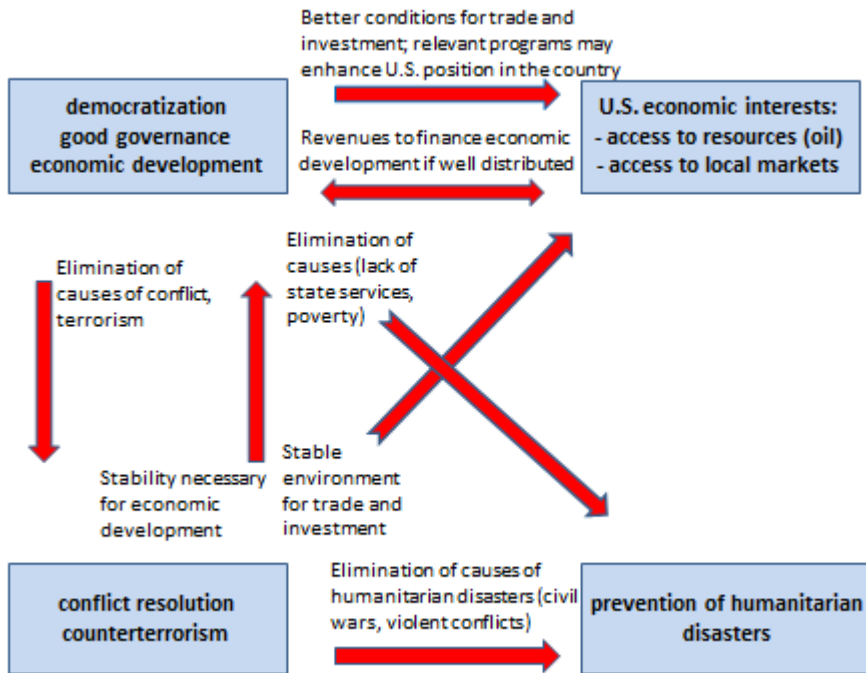 Better conditions for trade and
investment; relevant programs may
enhance U.S. position in the country
democratization
good governance
economic development
U.S. economic interests:
- access to resources (oil)
- access to local markets
Revenues to finance economic
development if well distributed
Elimination of
causes of conflict,
terrorism
Elimination of
causes (lack of
state services,
poverty)
Stability necessary
for economic
development
Stable
environment
for trade and
investment
conflict resolution
counterterrorism
Elimination of causes of
humanitarian disasters (civil
wars, violent conflicts)
prevention of humanitarian
disasters